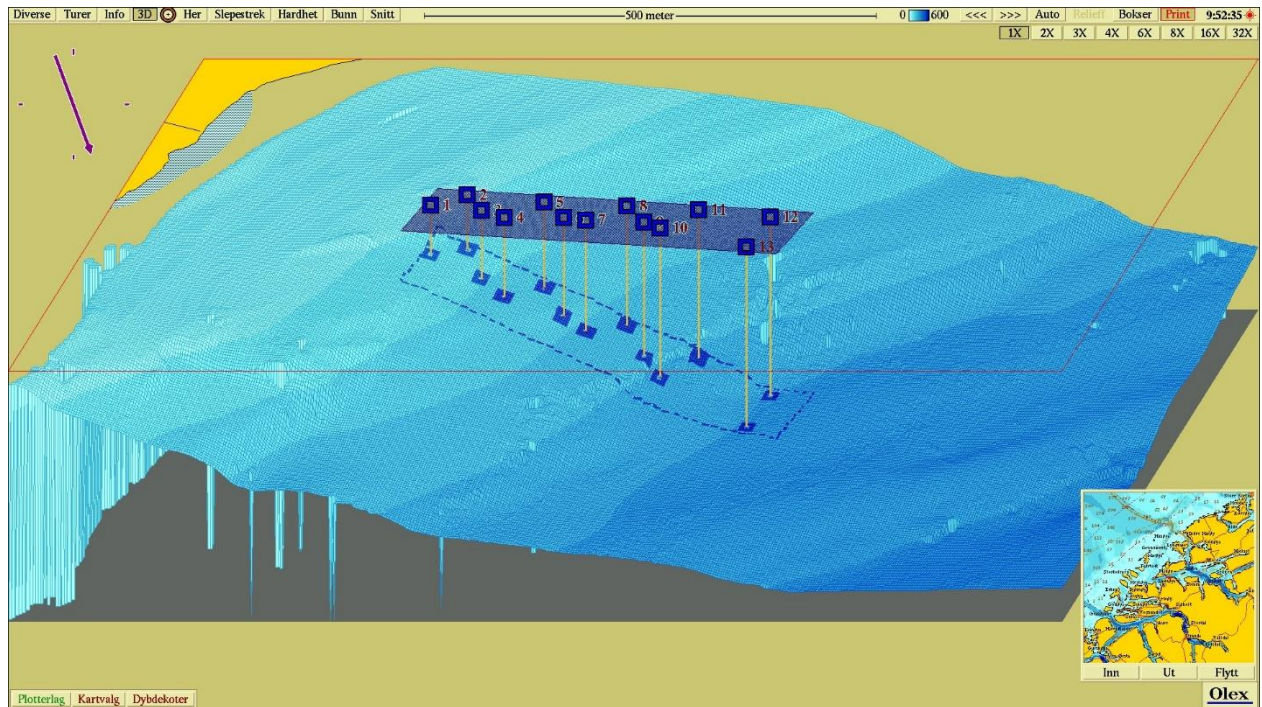 Diverse Turer Info 3D Her Slepestrek Hardhet Bunn Snitt 500 meter 0 600 <<< >>> Auto Relieff Bokser Print 9:52:35
1X 2X 3X 4X 6X 8X 16X 32X
1
2
3
4
5
7
8
10
11
12
13
Inn Ut Flytt
Plotterlag Kartvalg Dybdekoter
Olex